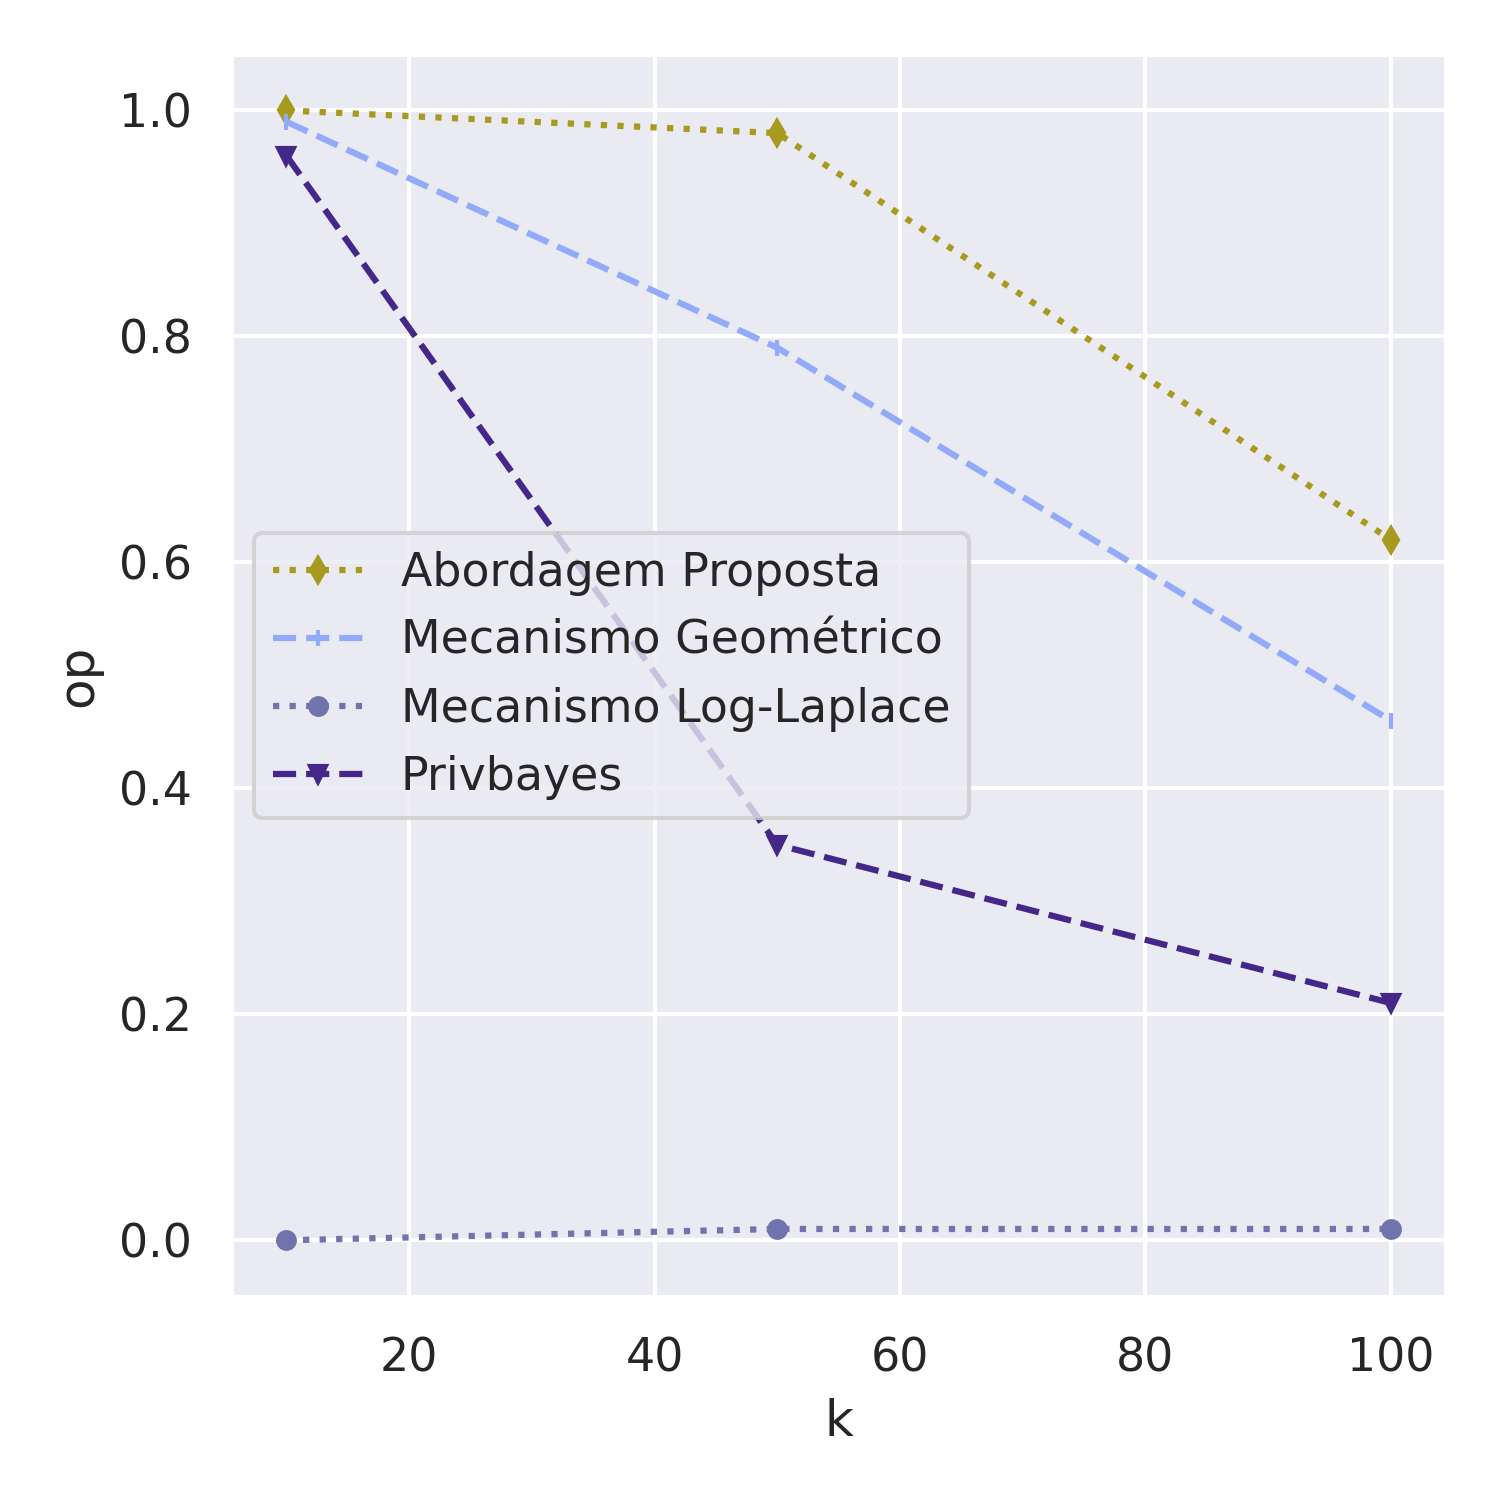 1.0
0.8
0.6
0.4
0.2
0.0
op
Abordagem Proposta
Mecanismo Geométrico
Mecanismo Log-Laplace
Privbayes
20 40 60 80 100
k